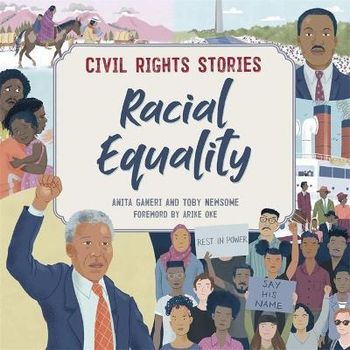 CIVIL RIGHTS STORIES
Racial
Equality
ANITA GANERI AND TOBY NEWSOME
FOREWORD BY ARIKE OKE
REST IN POWER
SAY
HIS
NAME